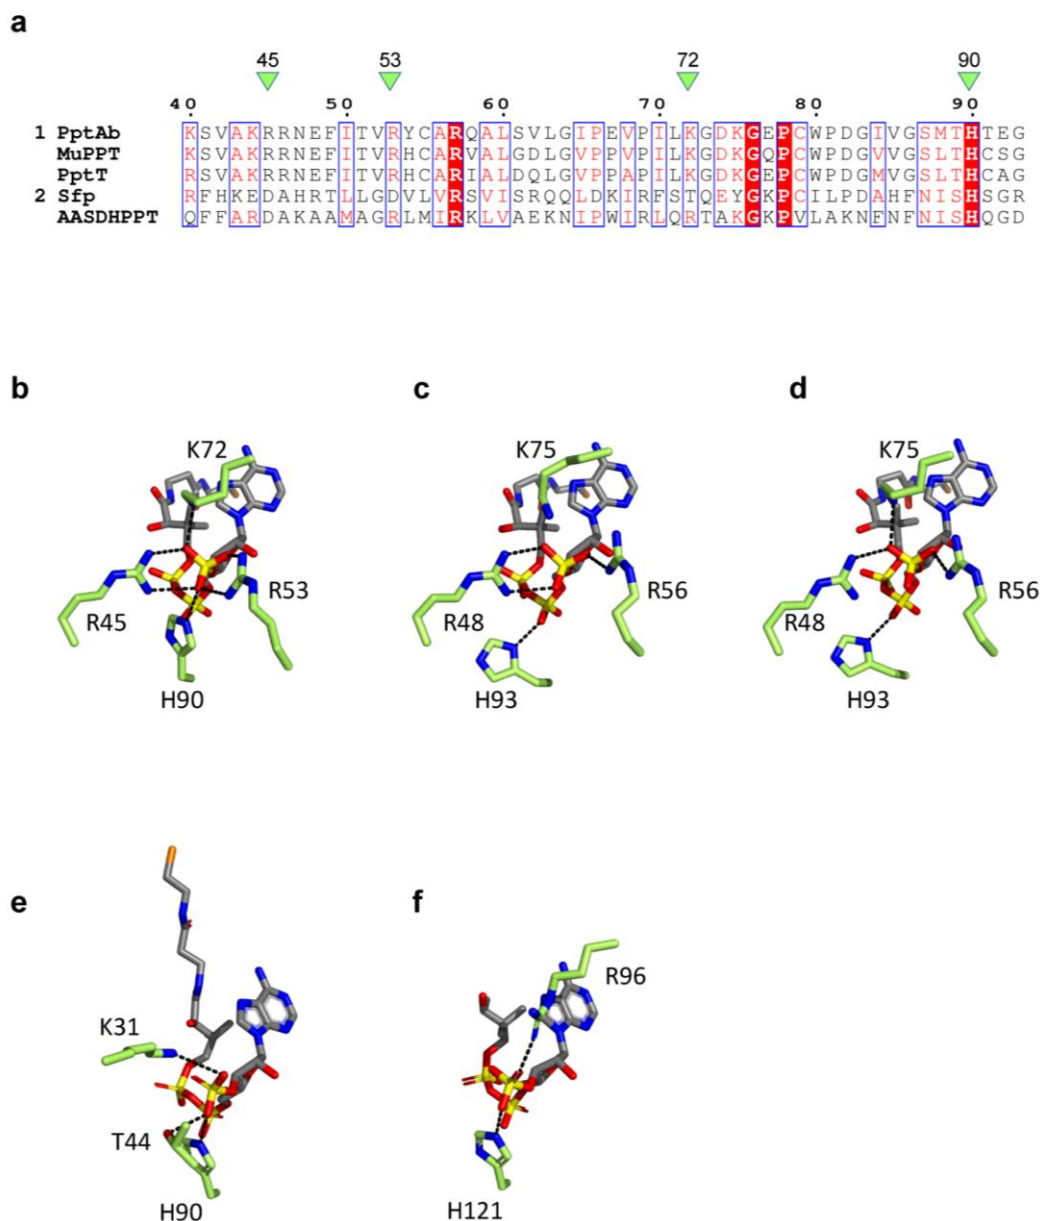 a
45 53 72 90
40 50 60 70 80 90
1 PptAb KSVAKRRNEFITVRYCARQALSVLGIPEVPILKGDKGEPCWPDGIVGSMTHTEG
MuPPT KSVAKRRNEFITVRHCARVALGDLGVPPVPILKGDKGQPCWPDGVVGSLTHCSG
PptT RSVAKRRNEFITVRHCARIALDQLGVPPAPILKGDKGEPCWPDGMVGSLTHCAG
2 Sfp RFHKEDAHRTLLGDVLVRSVISRQQLDKIRFSTQEYGKPCILPDAHFNISHSGR
AASDHPPT QFFARDAKAAMAGRLMIRKLVAEKNIPWIRLQRTAKGKPVLAKNFNFNISHQGD
b c d
K72 K75 K75
R45 R53 R48 R56 R48 R56
H90 H93 H93
e f
R96
K31
T44
H90 H121